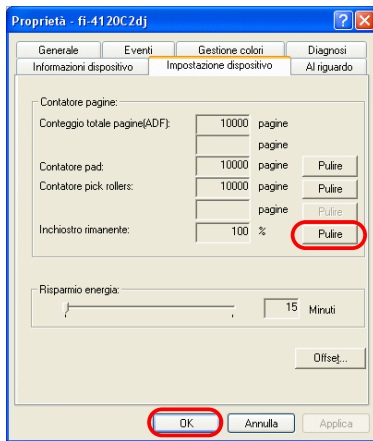 Proprietà - fi-4120C2dj
Generale Eventi Gestione colori Diagnosi
Informazioni dispositivo Impostazione dispositivo Al riguardo
Contatore pagine:
Conteggio totale pagine(ADF): 10000 pagine
pagine
Contatore pad: 10000 pagine Pulire
Contatore pick rollers: 10000 pagine Pulire
pagine Pulire
Inchiostro rimanente: 100 % Pulire
Risparmio energia:
15 Minuti
Offset...
OK Annulla Applica